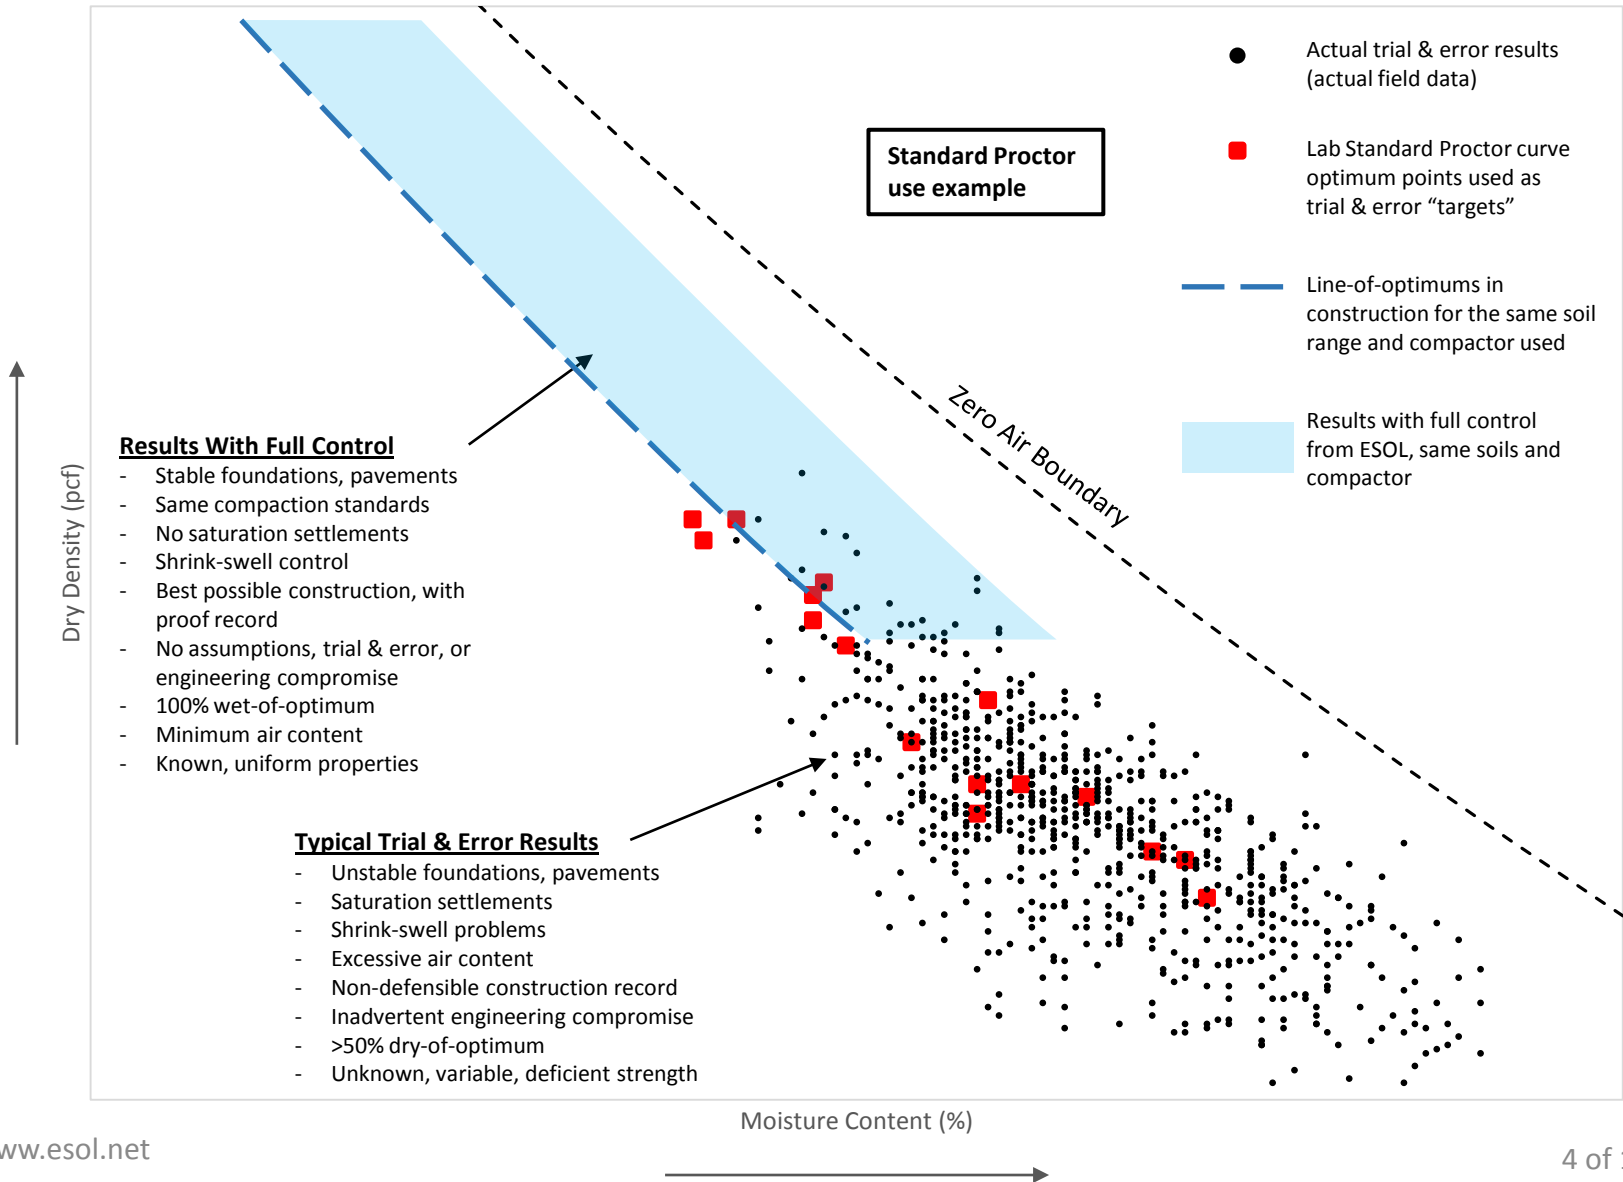 Standard Proctor
use example
Actual trial & error results
(actual field data)
Lab Standard Proctor curve
optimum points used as
trial & error “targets”
Line-of-optimums in
construction for the same soil
range and compactor used
Results with full control
from ESOL, same soils and
compactor
Zero Air Boundary
Dry Density (pcf)
Results With Full Control
- Stable foundations, pavements
- Same compaction standards
- No saturation settlements
- Shrink-swell control
- Best possible construction, with
proof record
- No assumptions, trial & error, or
engineering compromise
- 100% wet-of-optimum
- Minimum air content
- Known, uniform properties
Typical Trial & Error Results
- Unstable foundations, pavements
- Saturation settlements
- Shrink-swell problems
- Excessive air content
- Non-defensible construction record
- Inadvertent engineering compromise
- >50% dry-of-optimum
- Unknown, variable, deficient strength
Moisture Content (%)
ww.esol.net
4 of